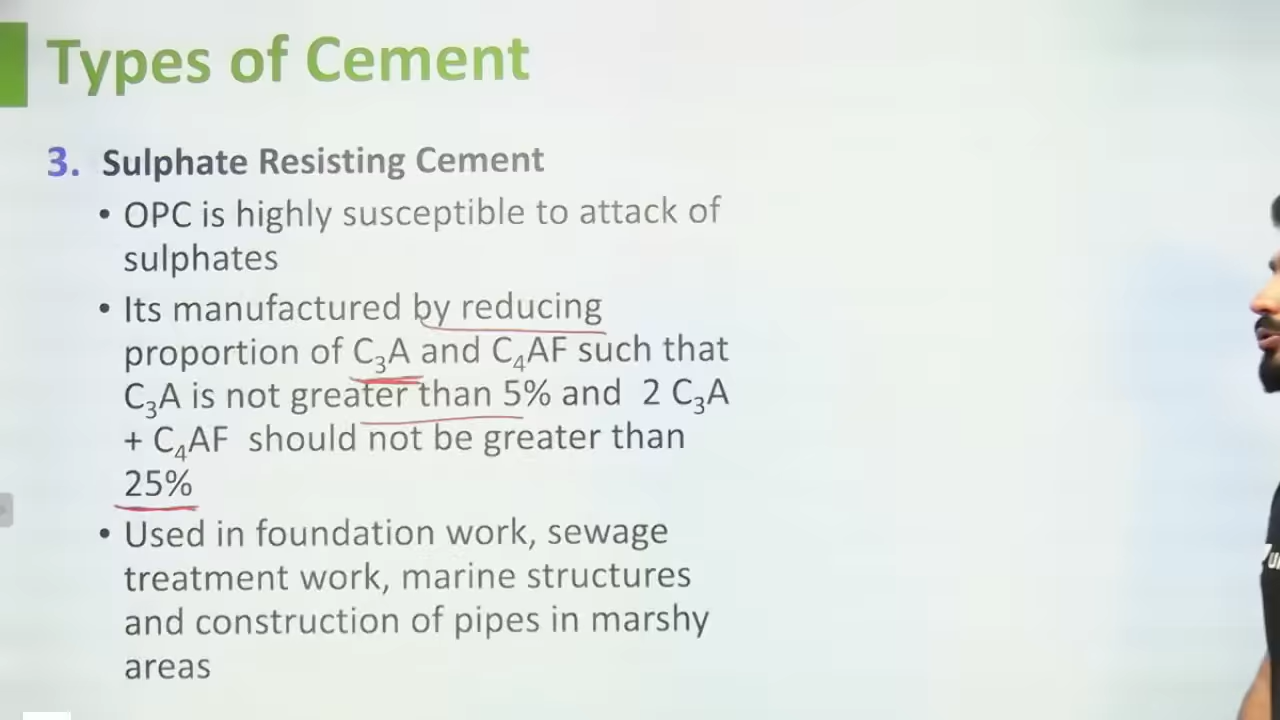 Types of Cement
3. Sulphate Resisting Cement
• OPC is highly susceptible to attack of
sulphates
• Its manufactured by reducing
proportion of C₃A and C₄AF such that
C₃A is not greater than 5% and 2 C₃A
+ C₄AF should not be greater than
25%
• Used in foundation work, sewage
treatment work, marine structures
and construction of pipes in marshy
areas